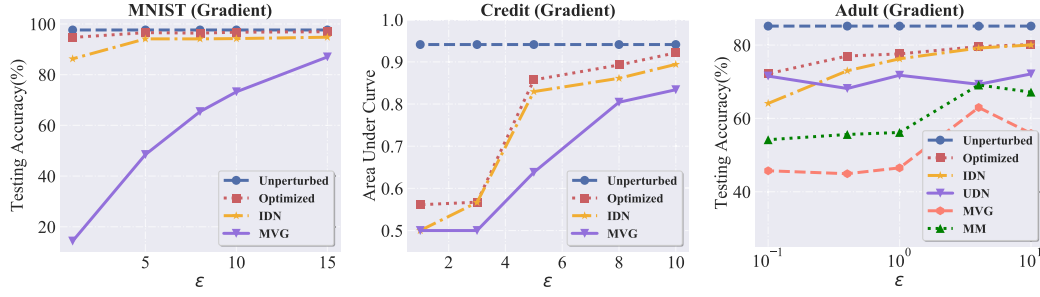 MNIST (Gradient)
Testing Accuracy(%)
100
80
60
40
20
5
10
15
ε
Unperturbed
Optimized
IDN
MVG
Credit (Gradient)
Area Under Curve
1.0
0.9
0.8
0.7
0.6
0.5
2
4
6
8
10
ε
Unperturbed
Optimized
IDN
MVG
Adult (Gradient)
Testing Accuracy(%)
80
60
40
10⁻¹
10⁰
10¹
ε
Unperturbed
Optimized
IDN
UDN
MVG
MM